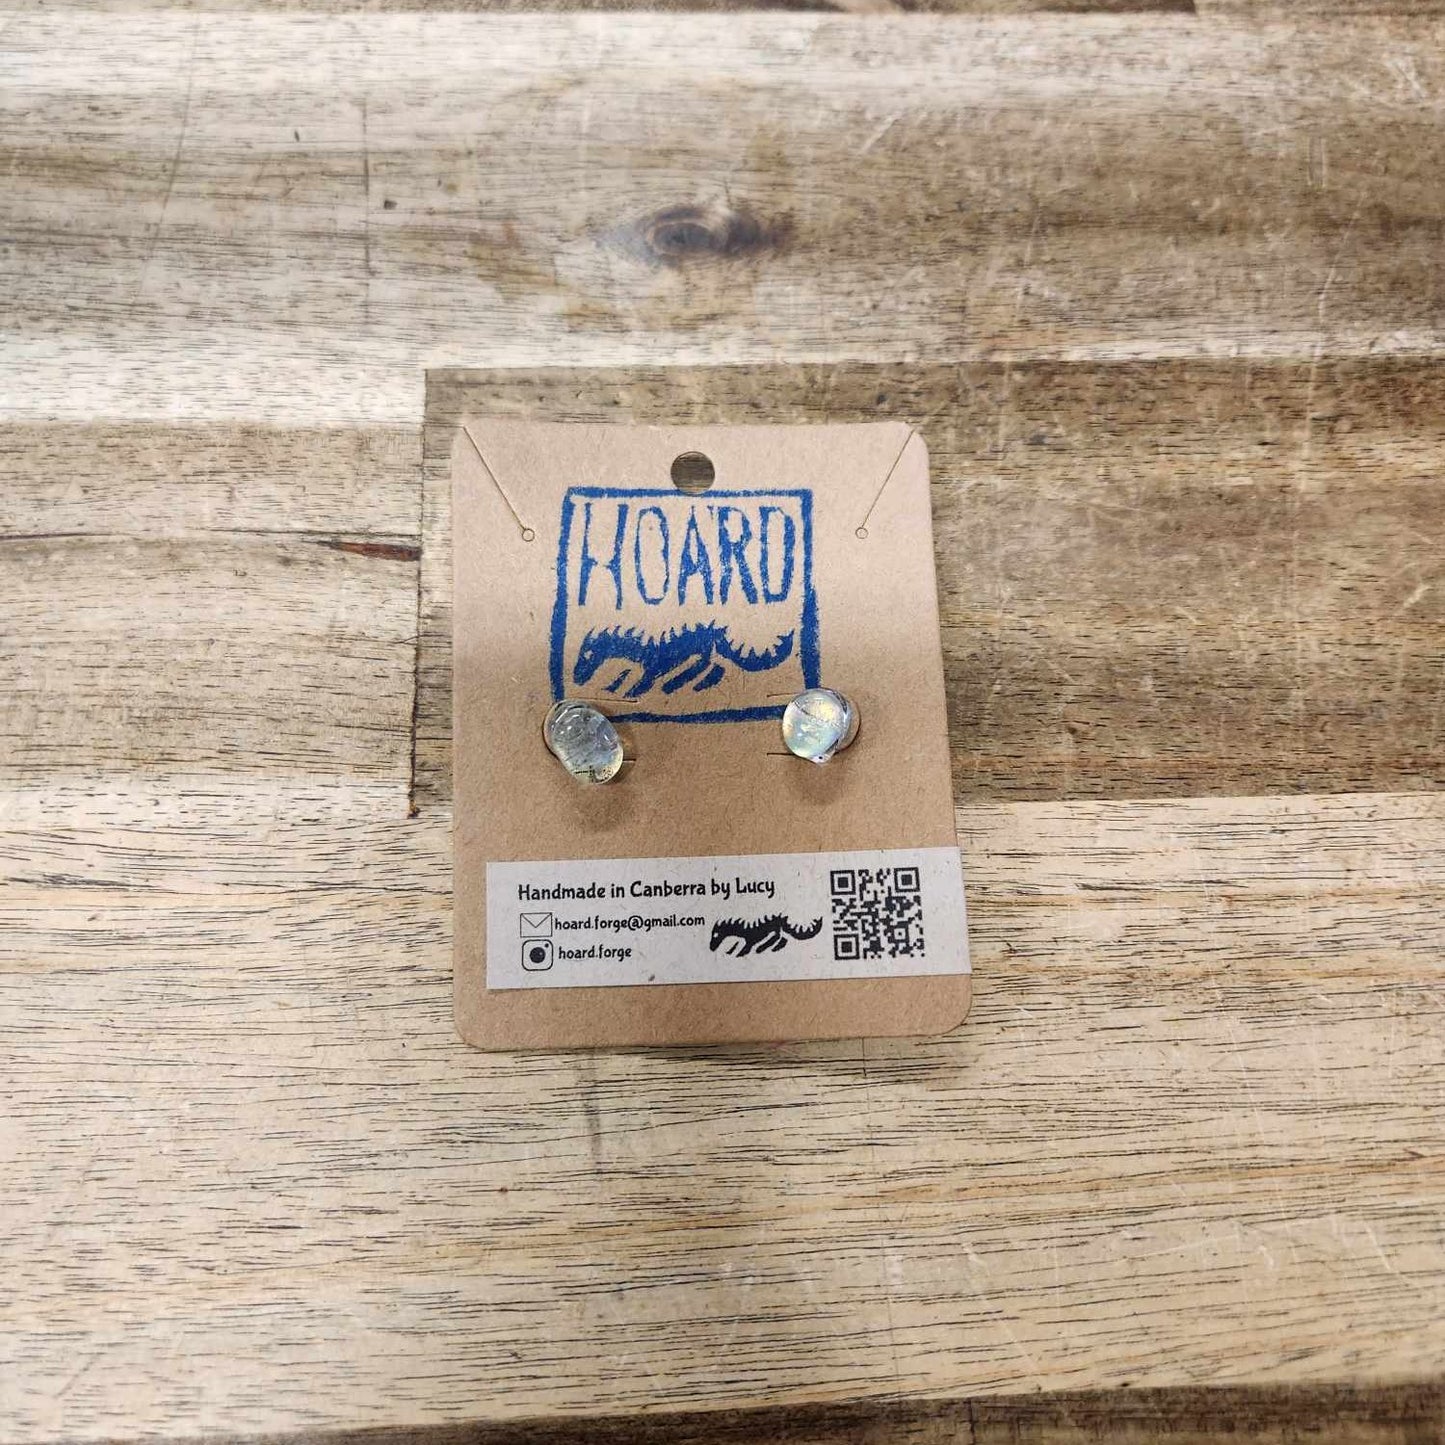 HOARD
Handmade in Canberra by Lucy
hoard.forge@gmail.com
hoard.forge